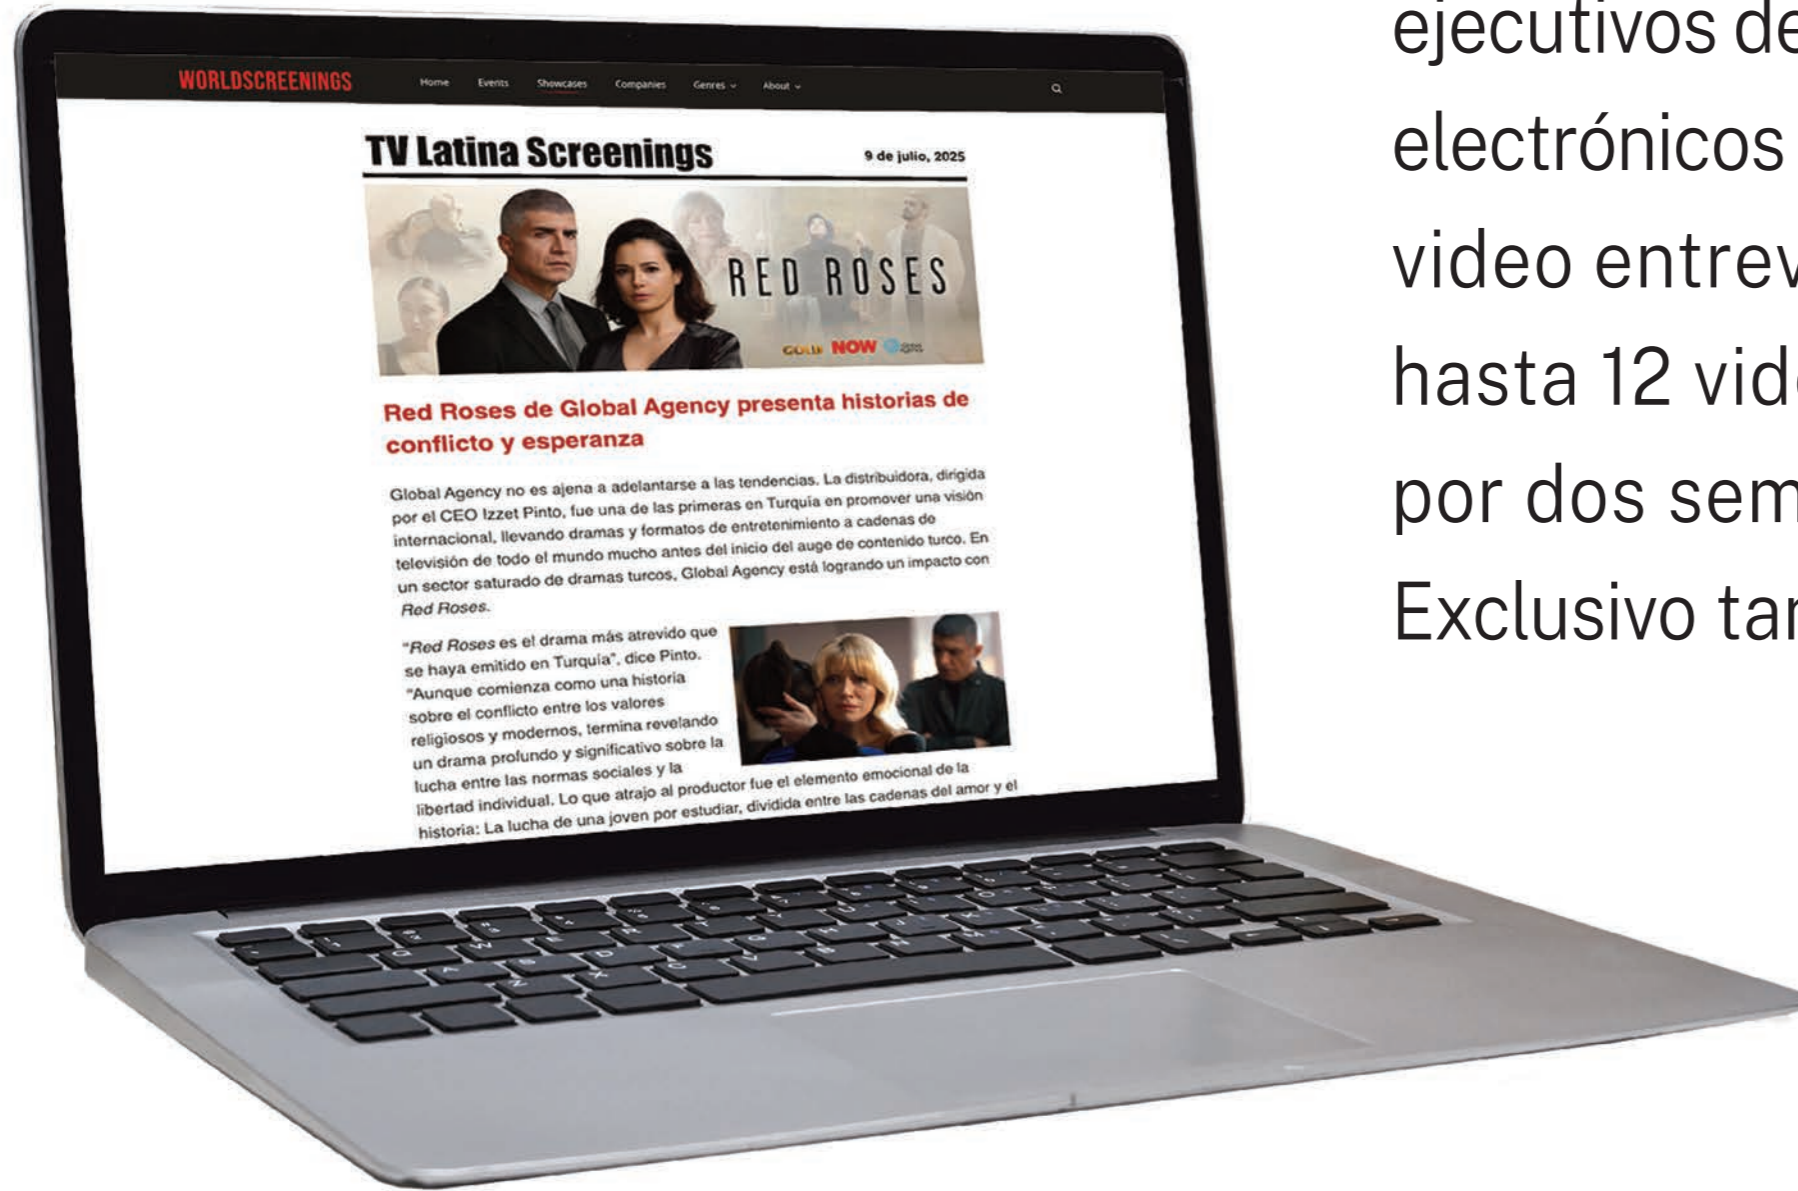 WORLDSCREENINGS
Home Events Showcases Companies Genres About
TV Latina Screenings
9 de julio, 2025
RED ROSES
GOLD NOW Global Agency
Red Roses de Global Agency presenta historias de
conflicto y esperanza
Global Agency no es ajena a adelantarse a las tendencias. La distribuidora, dirigida
por el CEO Izzet Pinto, fue una de las primeras en Turquía en promover una visión
internacional, llevando dramas y formatos de entretenimiento a cadenas de
televisión de todo el mundo mucho antes del inicio del auge de contenido turco. En
un sector saturado de dramas turcos, Global Agency está logrando un impacto con
Red Roses.
"Red Roses es el drama más atrevido que
se haya emitido en Turquía", dice Pinto.
"Aunque comienza como una historia
sobre el conflicto entre los valores
religiosos y modernos, termina revelando
un drama profundo y significativo sobre la
lucha entre las normas sociales y la
libertad individual. Lo que atrajo al productor fue el elemento emocional de la
historia: La lucha de una joven por estudiar, dividida entre las cadenas del amor y el
ejecutivos de
electrónicos
video entrev
hasta 12 vide
por dos sem
Exclusivo tar